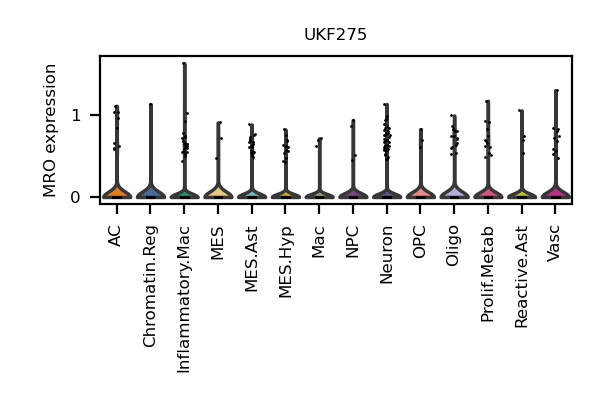 UKF275
MRO expression
1
0
AC
Chromatin.Reg
Inflammatory.Mac
MES
MES.Ast
MES.Hyp
Mac
NPC
Neuron
OPC
Oligo
Prolif.Metab
Reactive.Ast
Vasc